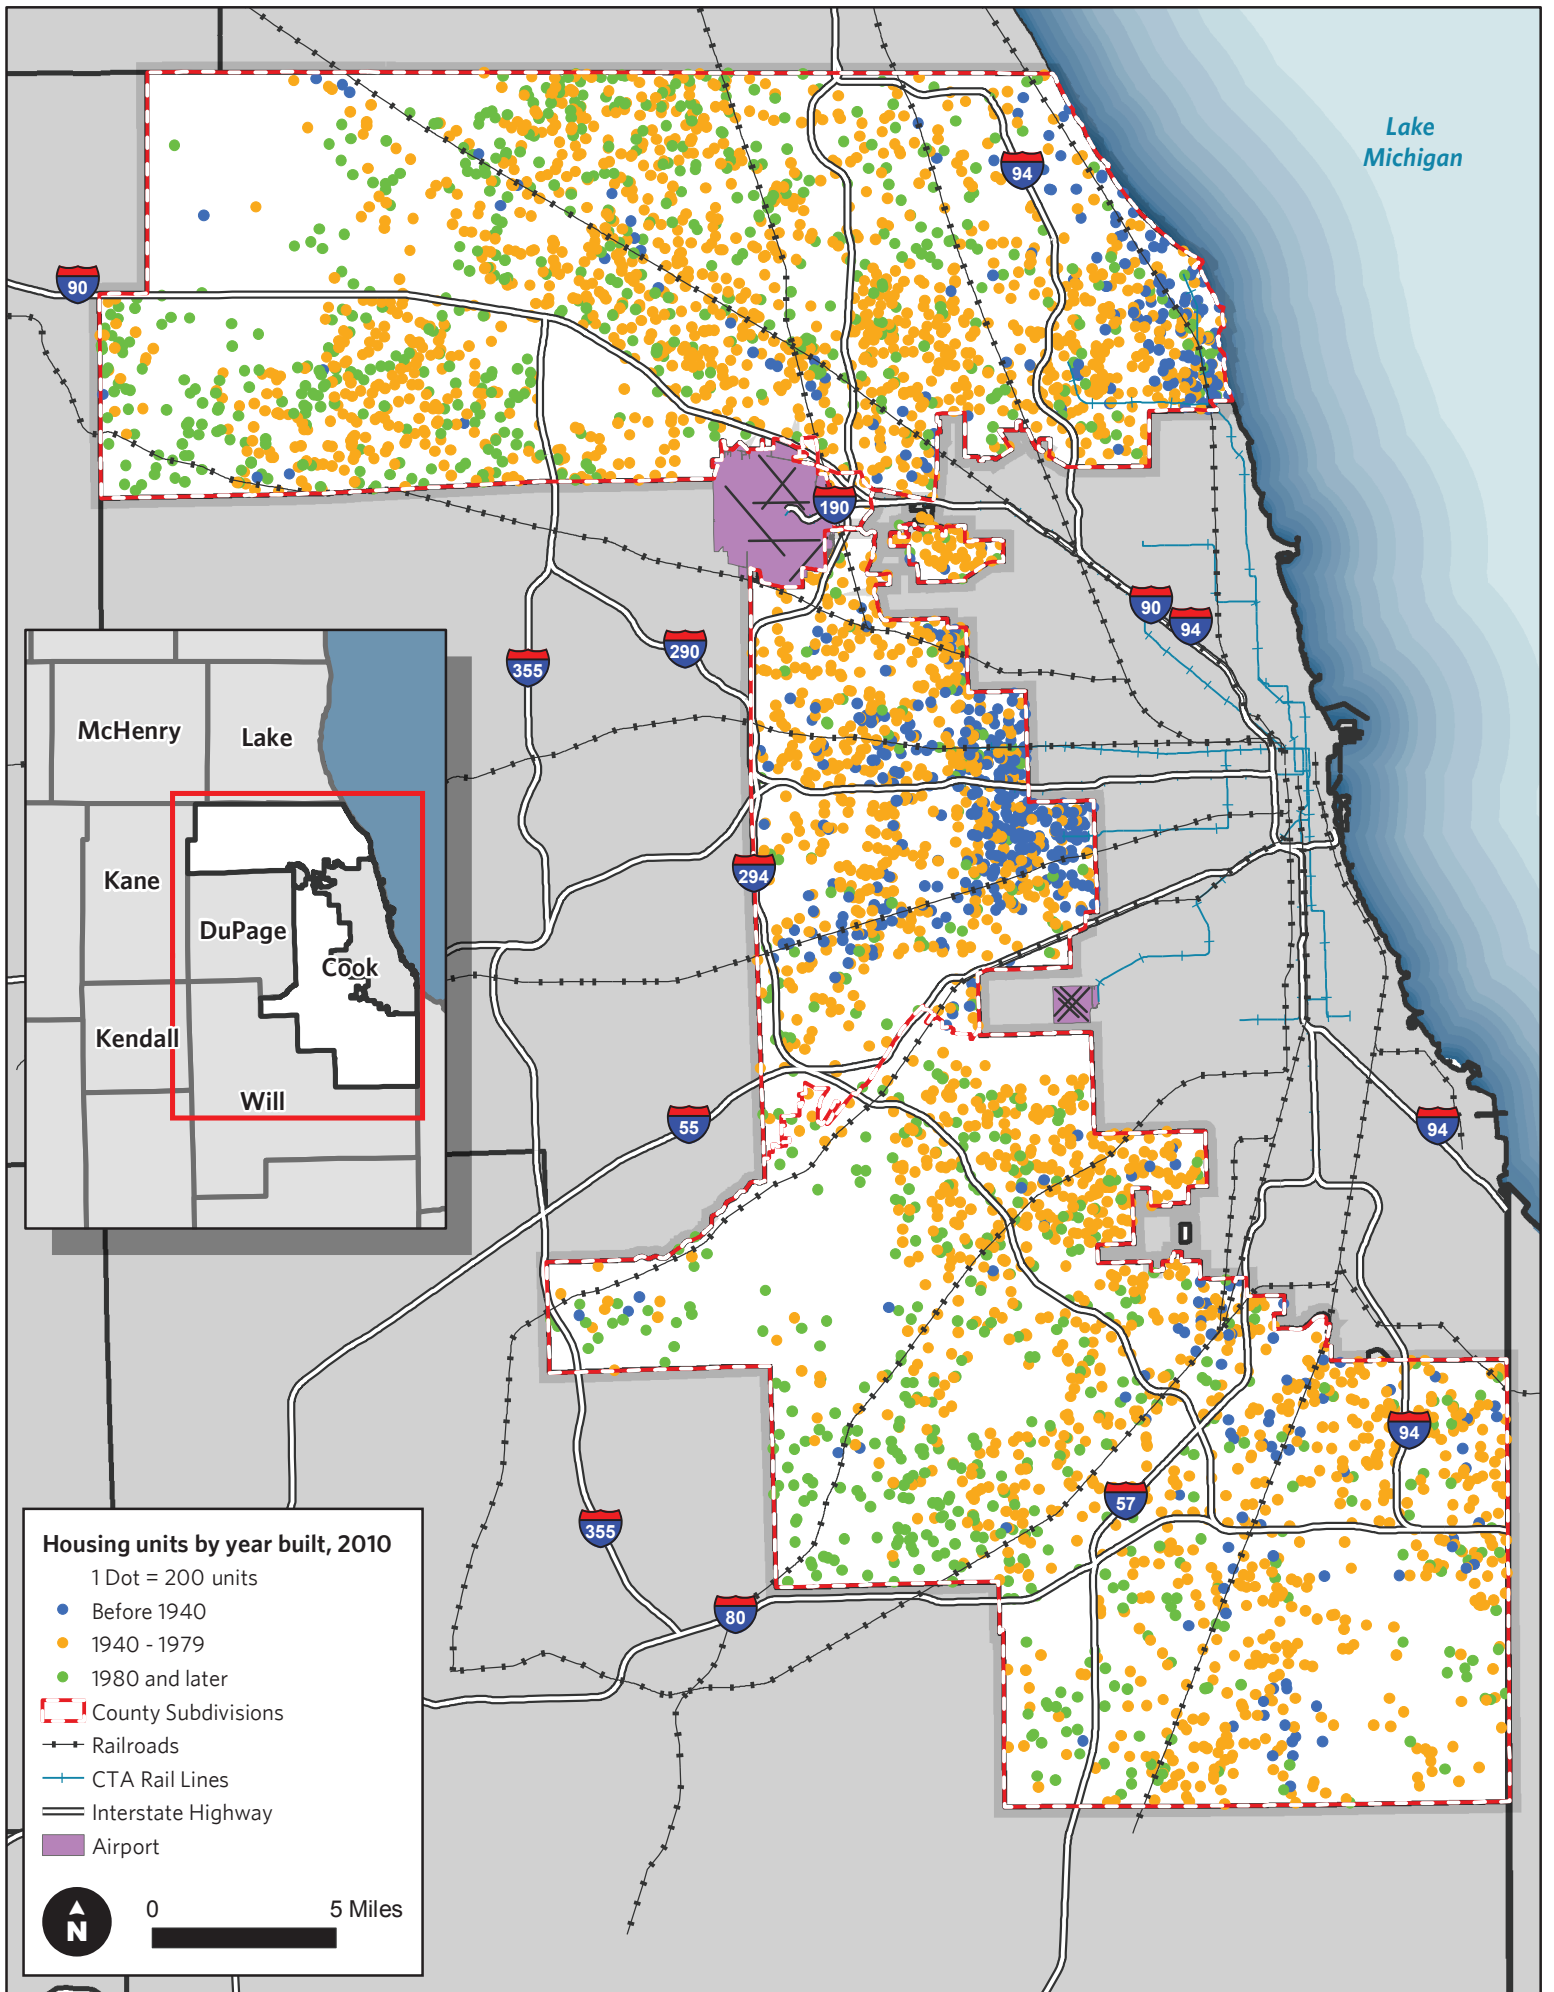 Lake
Michigan
94
90
190
90
94
290
355
McHenry
Lake
Kane
DuPage
Cook
Kendall
Will
294
55
94
94
57
355
80
Housing units by year built, 2010
1 Dot = 200 units
Before 1940
1940 - 1979
1980 and later
County Subdivisions
Railroads
CTA Rail Lines
Interstate Highway
Airport
N
0 5 Miles